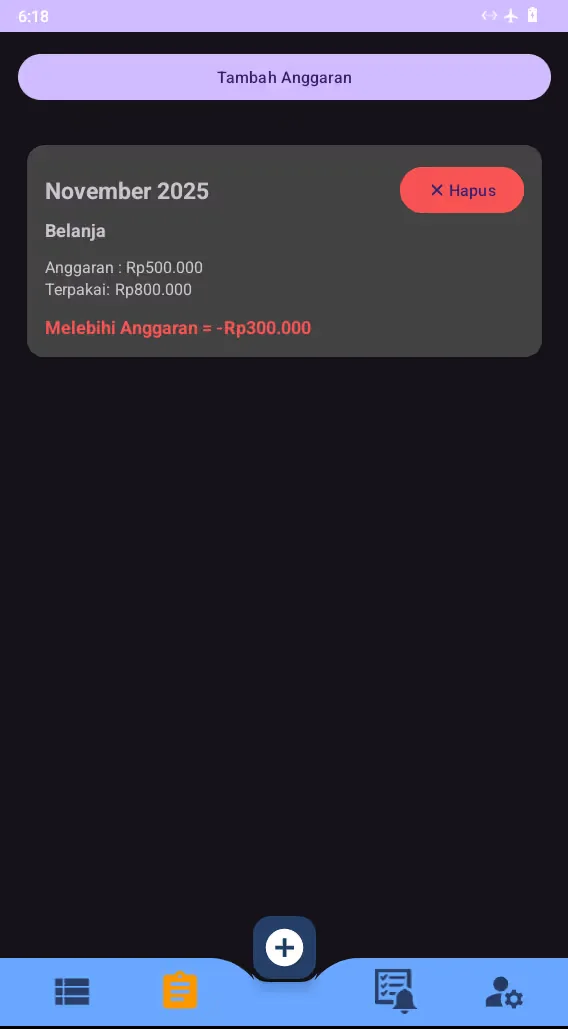 6:18
Tambah Anggaran
November 2025
× Hapus
Belanja
Anggaran : Rp500.000
Terpakai: Rp800.000
Melebihi Anggaran = -Rp300.000